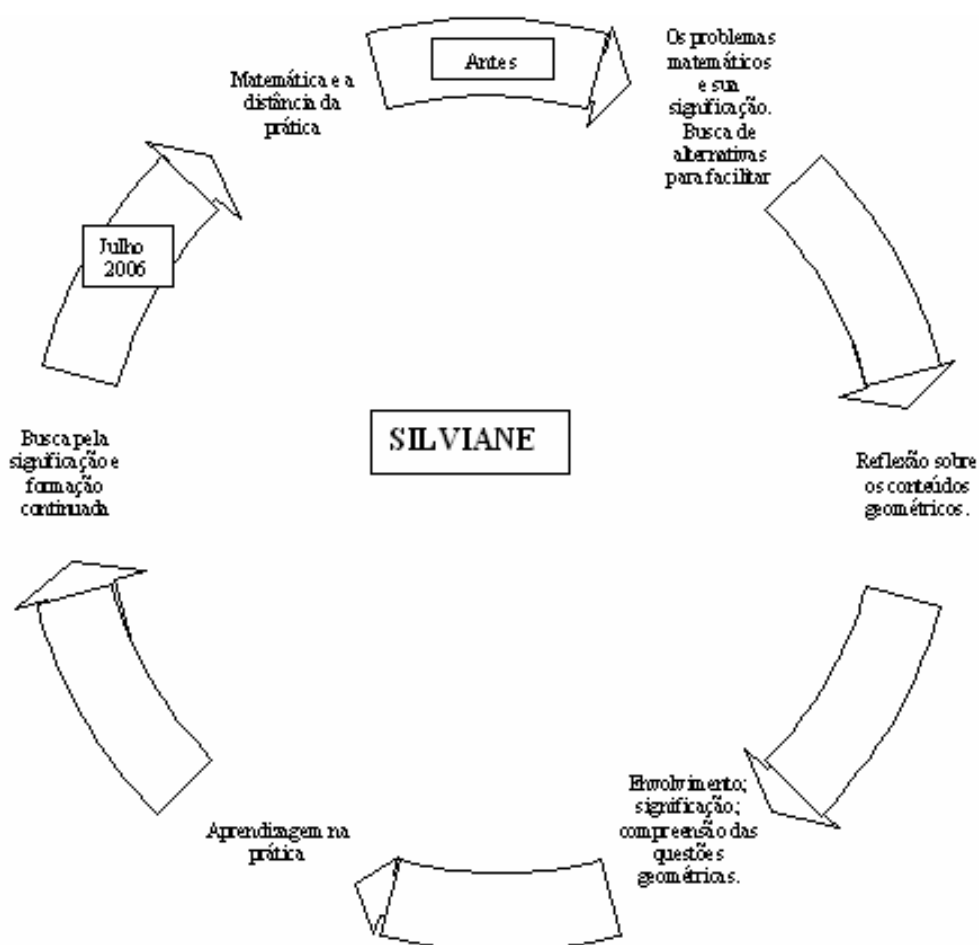 Antes
Os problemas
matemáticos
e sua
significação.
Busca de
alternativas
para facilitar
Reflexão sobre
os conteúdos
geométricos.
Envolvimento;
significação;
compreensão das
questões
geométricas.
Aprendizagem na
prática
Busca pela
significação e
formação
continuada
Julho
2006
Matemática e a
distância da
prática
SILVIANE